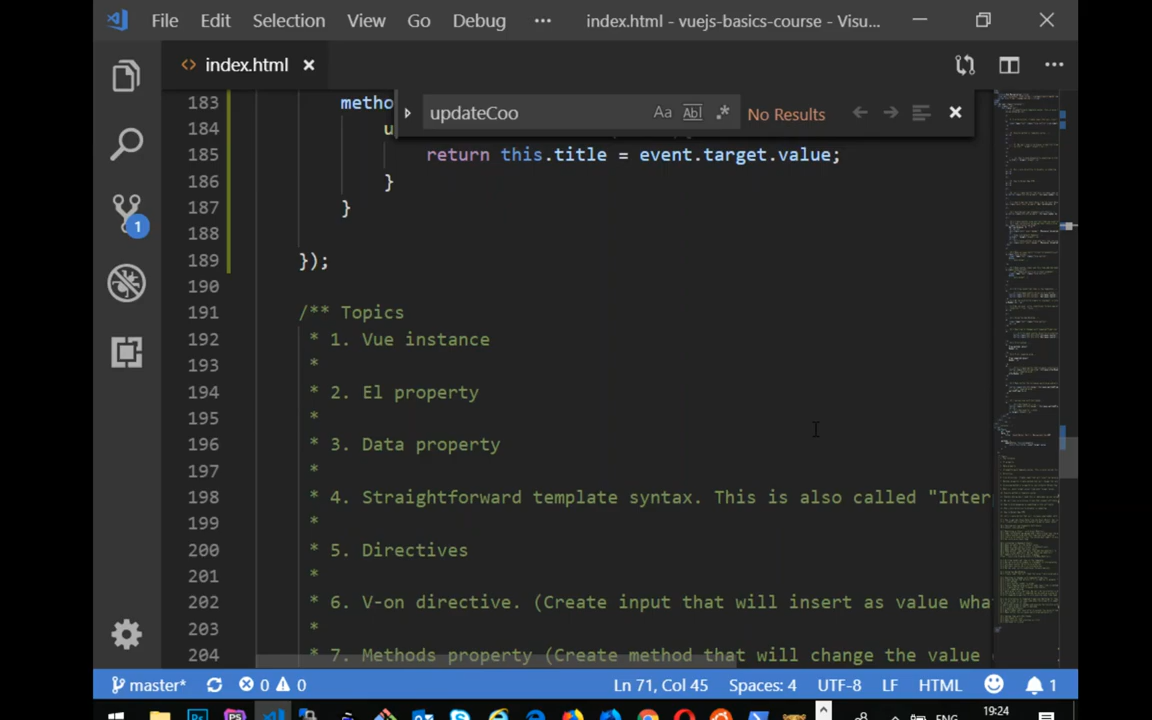 File Edit Selection View Go Debug ··· index.html - vuejs-basics-course - Visu...
<> index.html ×
updateCoo Aa Abl .* No Results
183 metho
184 u
185 return this.title = event.target.value;
186 }
187 }
188
189 });
190
191 /** Topics
192 * 1. Vue instance
193 *
194 * 2. El property
195 *
196 * 3. Data property
197 *
198 * 4. Straightforward template syntax. This is also called "Inter
199 *
200 * 5. Directives
201 *
202 * 6. V-on directive. (Create input that will insert as value wha
203 *
204 * 7. Methods property (Create method that will change the value
1
master* 0 0 Ln 71, Col 45 Spaces: 4 UTF-8 LF HTML 1
19:24